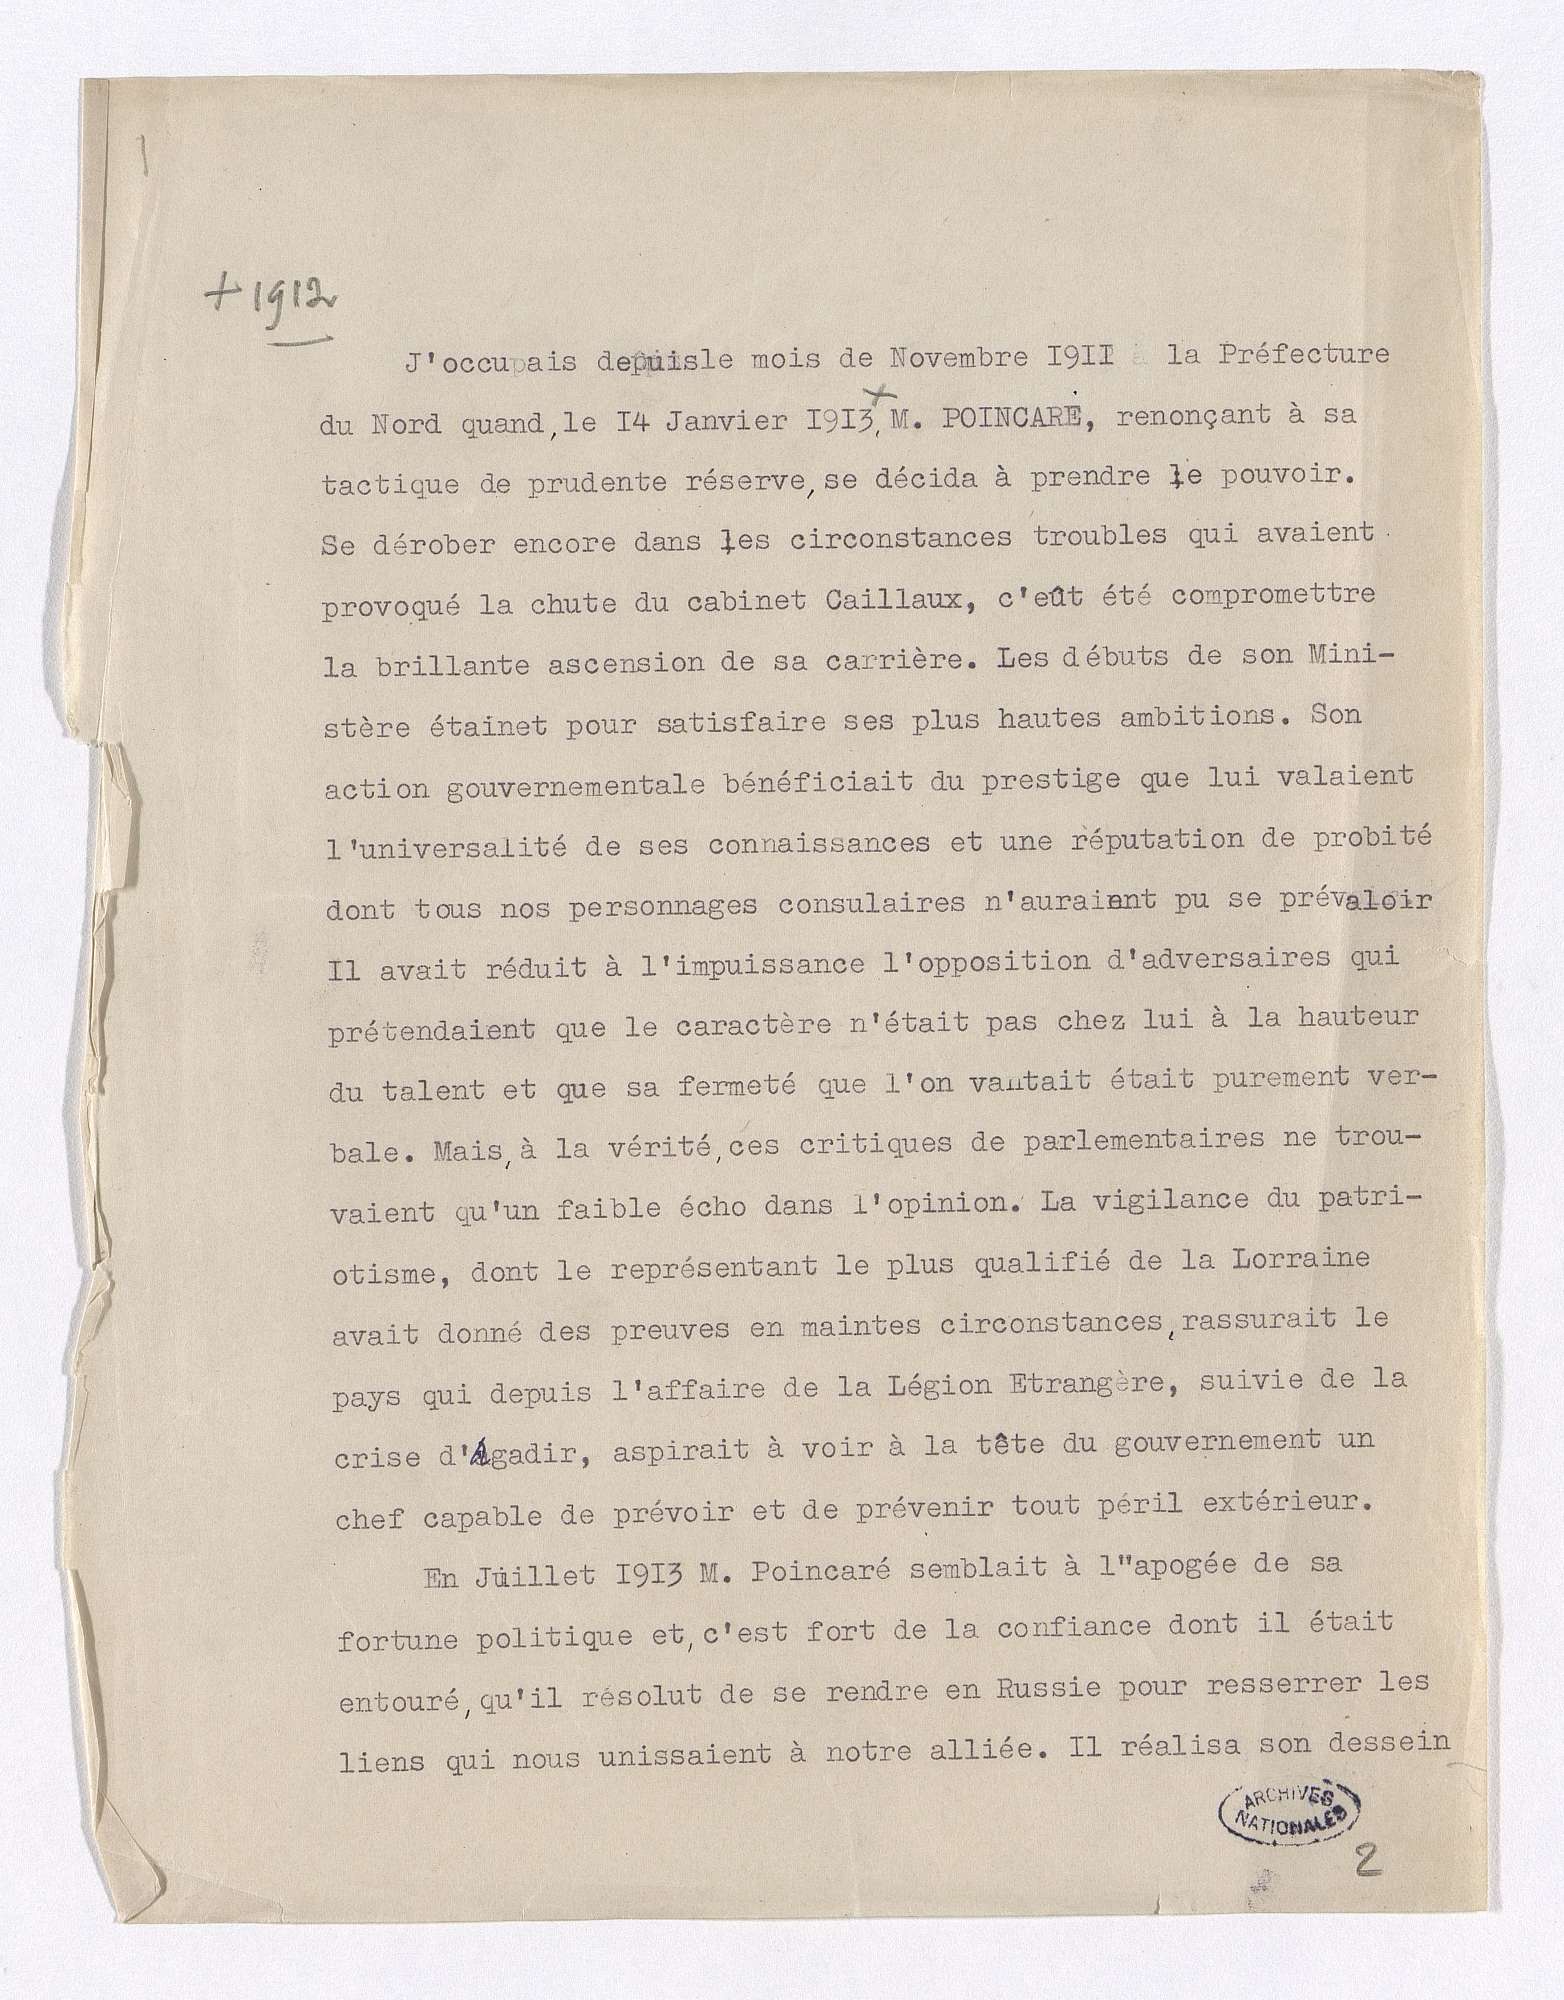 1
+ 1912
J'occupais depuisle mois de Novembre I9II à la Préfecture
du Nord quand,le I4 Janvier I9I3+,M. POINCARE, renonçant à sa
tactique de prudente réserve,se décida à prendre le pouvoir.
Se dérober encore dans les circonstances troubles qui avaient
provoqué la chute du cabinet Caillaux, c'eût été compromettre
la brillante ascension de sa carrière. Les débuts de son Mini-
stère étainet pour satisfaire ses plus hautes ambitions. Son
action gouvernementale bénéficiait du prestige que lui valaient
l'universalité de ses connaissances et une réputation de probité
dont tous nos personnages consulaires n'auraient pu se prévaloir
Il avait réduit à l'impuissance l'opposition d'adversaires qui
prétendaient que le caractère n'était pas chez lui à la hauteur
du talent et que sa fermeté que l'on vantait était purement ver-
bale. Mais,à la vérité,ces critiques de parlementaires ne trou-
vaient qu'un faible écho dans l'opinion. La vigilance du patri-
otisme, dont le représentant le plus qualifié de la Lorraine
avait donné des preuves en maintes circonstances,rassurait le
pays qui depuis l'affaire de la Légion Etrangère, suivie de la
crise d'Agadir, aspirait à voir à la tête du gouvernement un
chef capable de prévoir et de prévenir tout péril extérieur.
En Juillet I9I3 M. Poincaré semblait à l"apogée de sa
fortune politique et,c'est fort de la confiance dont il était
entouré,qu'il résolut de se rendre en Russie pour resserrer les
liens qui nous unissaient à notre alliée. Il réalisa son dessein
ARCHIVES
NATIONALES
2